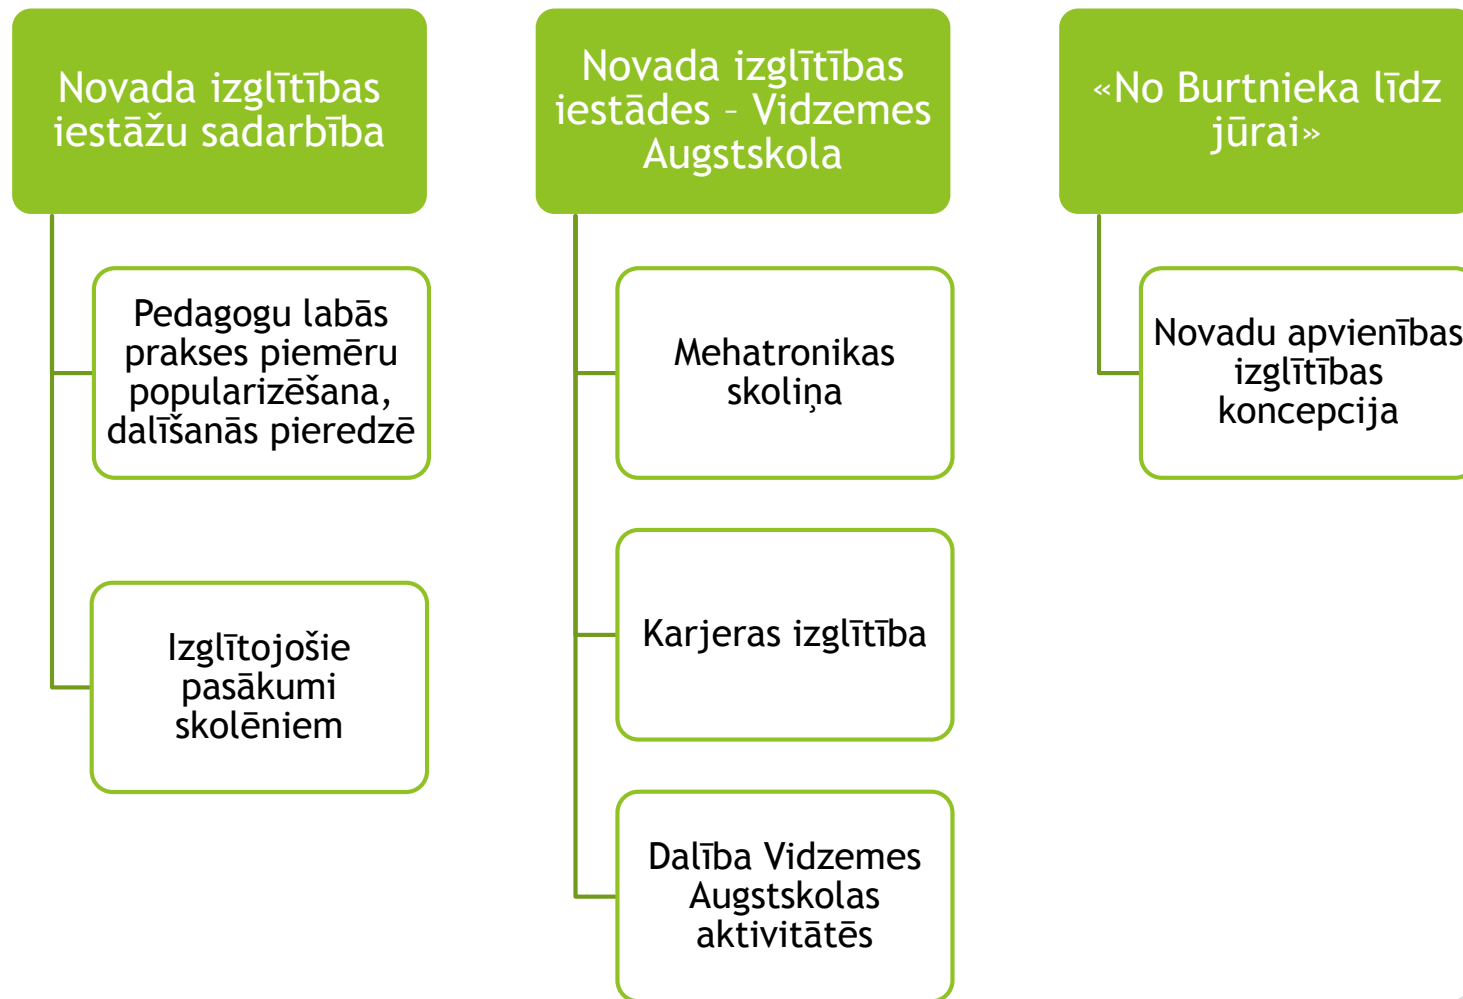 Novada izglītības
iestāžu sadarbība
Pedagogu labās
prakses piemēru
popularizēšana,
dalīšanās pieredzē
Izglītojošie
pasākumi
skolēniem
Novada izglītības
iestādes – Vidzemes
Augstskola
Mehatronikas
skoliņa
Karjeras izglītība
Dalība Vidzemes
Augstskolas
aktivitātēs
«No Burtnieka līdz
jūrai»
Novadu apvienības
izglītības
koncepcija